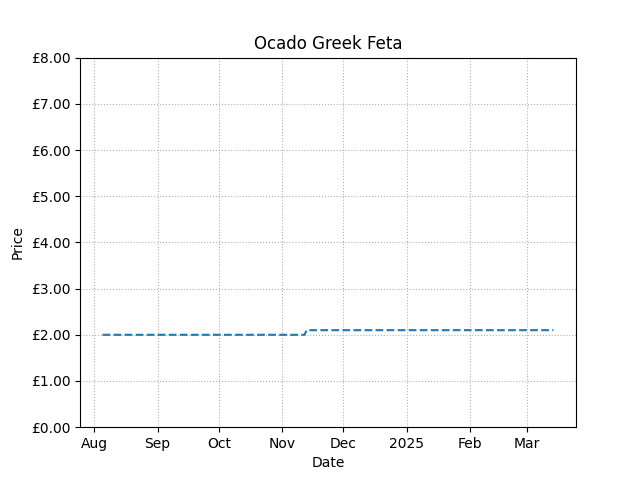 Ocado Greek Feta
£8.00
£7.00
£6.00
£5.00
£4.00
£3.00
£2.00
£1.00
£0.00
Price
Aug Sep Oct Nov Dec 2025 Feb Mar
Date